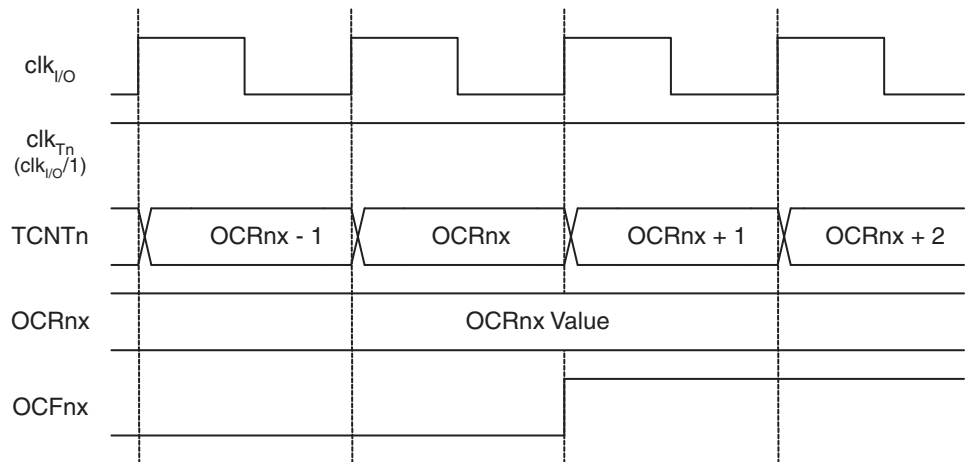 clkI/O
clkTn
(clkI/O/1)
TCNTn
OCRnx - 1
OCRnx
OCRnx + 1
OCRnx + 2
OCRnx
OCRnx Value
OCFnx